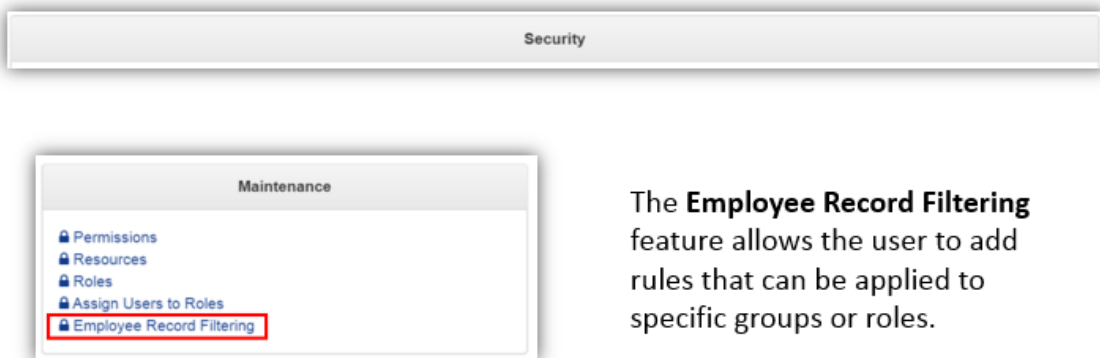 Security
Maintenance
Permissions
Resources
Roles
Assign Users to Roles
Employee Record Filtering
The Employee Record Filtering
feature allows the user to add
rules that can be applied to
specific groups or roles.